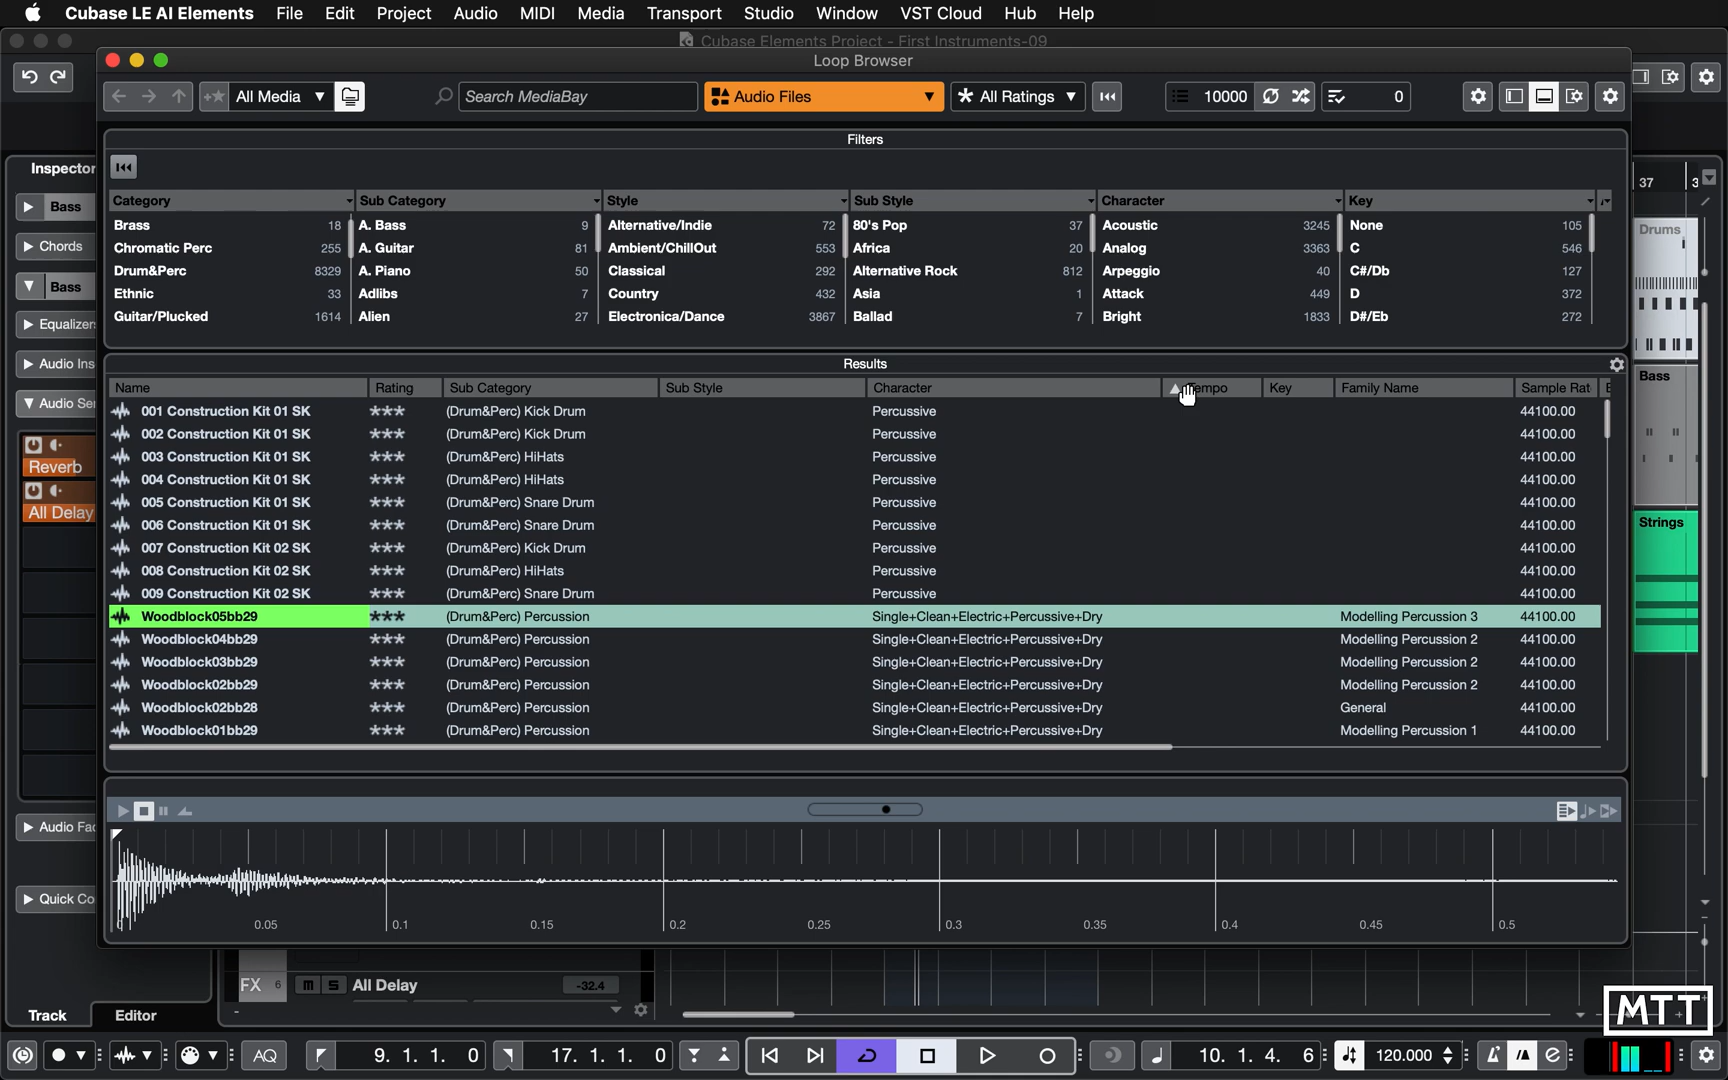 Cubase LE AI Elements File Edit Project Audio MIDI Media Transport Studio Window VST Cloud Hub Help
Cubase Elements Project - First Instruments-09
Loop Browser
All Media Search MediaBay Audio Files All Ratings 10000 0
Filters
Category Sub Category Style Sub Style Character Key
Brass 18 A. Bass 9 Alternative/Indie 72 80's Pop 37 Acoustic 3245 None 105
Chromatic Perc 255 A. Guitar 81 Ambient/ChillOut 553 Africa 20 Analog 3363 C 546
Drum&Perc 8329 A. Piano 50 Classical 292 Alternative Rock 812 Arpeggio 40 C#/Db 127
Ethnic 33 Adlibs 7 Country 432 Asia 1 Attack 449 D 372
Guitar/Plucked 1614 Alien 27 Electronica/Dance 3867 Ballad 7 Bright 1833 D#/Eb 272
Results
Name Rating Sub Category Sub Style Character Tempo Key Family Name Sample Rat
001 Construction Kit 01 SK *** (Drum&Perc) Kick Drum Percussive 44100.00
002 Construction Kit 01 SK *** (Drum&Perc) Kick Drum Percussive 44100.00
003 Construction Kit 01 SK *** (Drum&Perc) HiHats Percussive 44100.00
004 Construction Kit 01 SK *** (Drum&Perc) HiHats Percussive 44100.00
005 Construction Kit 01 SK *** (Drum&Perc) Snare Drum Percussive 44100.00
006 Construction Kit 01 SK *** (Drum&Perc) Snare Drum Percussive 44100.00
007 Construction Kit 02 SK *** (Drum&Perc) Kick Drum Percussive 44100.00
008 Construction Kit 02 SK *** (Drum&Perc) HiHats Percussive 44100.00
009 Construction Kit 02 SK *** (Drum&Perc) Snare Drum Percussive 44100.00
Woodblock05bb29 *** (Drum&Perc) Percussion Single+Clean+Electric+Percussive+Dry Modelling Percussion 3 44100.00
Woodblock04bb29 *** (Drum&Perc) Percussion Single+Clean+Electric+Percussive+Dry Modelling Percussion 2 44100.00
Woodblock03bb29 *** (Drum&Perc) Percussion Single+Clean+Electric+Percussive+Dry Modelling Percussion 2 44100.00
Woodblock02bb29 *** (Drum&Perc) Percussion Single+Clean+Electric+Percussive+Dry Modelling Percussion 2 44100.00
Woodblock02bb28 *** (Drum&Perc) Percussion Single+Clean+Electric+Percussive+Dry General 44100.00
Woodblock01bb29 *** (Drum&Perc) Percussion Single+Clean+Electric+Percussive+Dry Modelling Percussion 1 44100.00
0.05 0.1 0.15 0.2 0.25 0.3 0.35 0.4 0.45 0.5
Inspector
Bass
Chords
Bass
Equalizers
Audio Ins
Audio Se
Reverb
All Delay
Audio Fad
Quick Co
37
Drums
Bass
Strings
FX 6 m S All Delay -32.4
Track Editor
MTT
AQ 9. 1. 1. 0 17. 1. 1. 0 10. 1. 4. 6 120.000